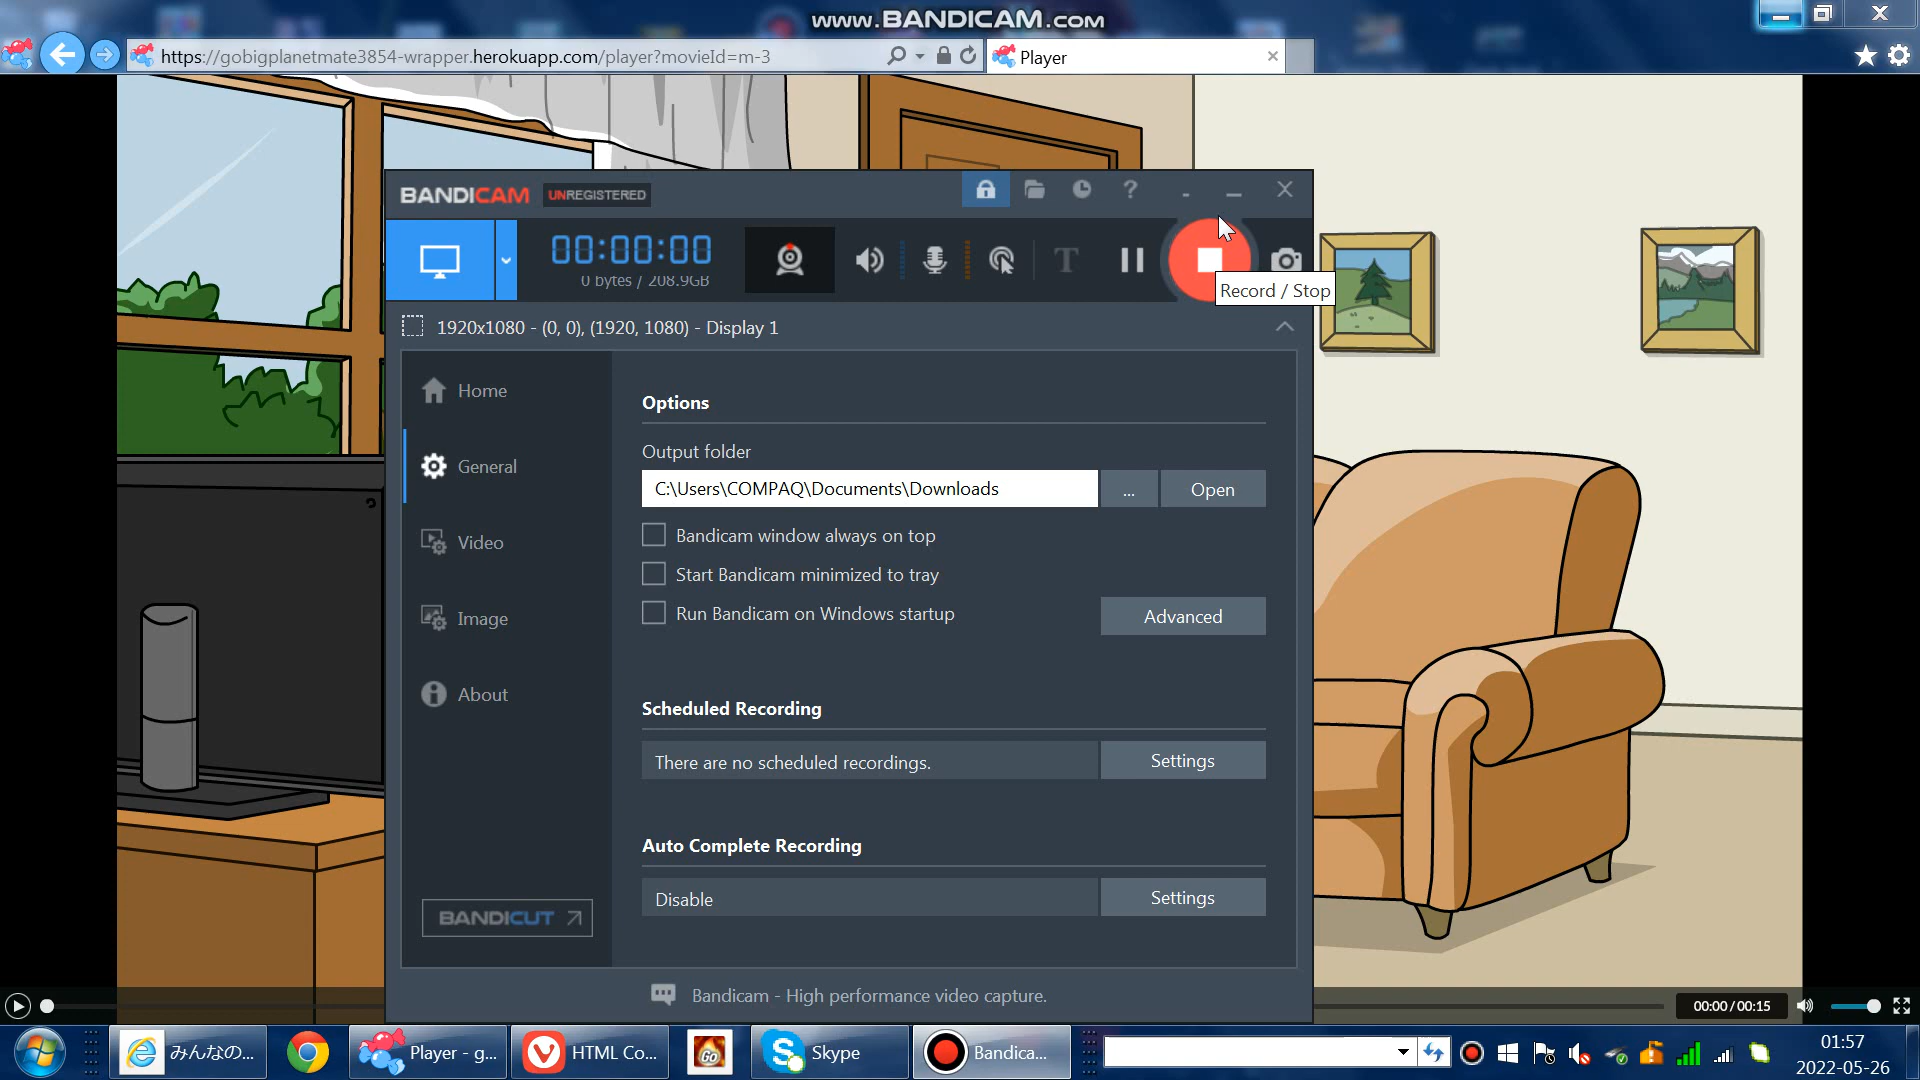 www.BANDICAM.com
https://gobigplanetmate3854-wrapper.herokuapp.com/player?movieId=m-3
Player
BANDICAM
UNREGISTERED
?
00:00:00
0 bytes / 208.9GB
T
Record / Stop
1920x1080 - (0, 0), (1920, 1080) - Display 1
Home
General
Video
Image
About
BANDICUT
Options
Output folder
C:\Users\COMPAQ\Documents\Downloads
...
Open
Bandicam window always on top
Start Bandicam minimized to tray
Run Bandicam on Windows startup
Advanced
Scheduled Recording
There are no scheduled recordings.
Settings
Auto Complete Recording
Disable
Settings
Bandicam - High performance video capture.
00:00 / 00:15
みんなの...
Player - g...
HTML Co...
Go
Skype
Bandica...
01:57
2022-05-26